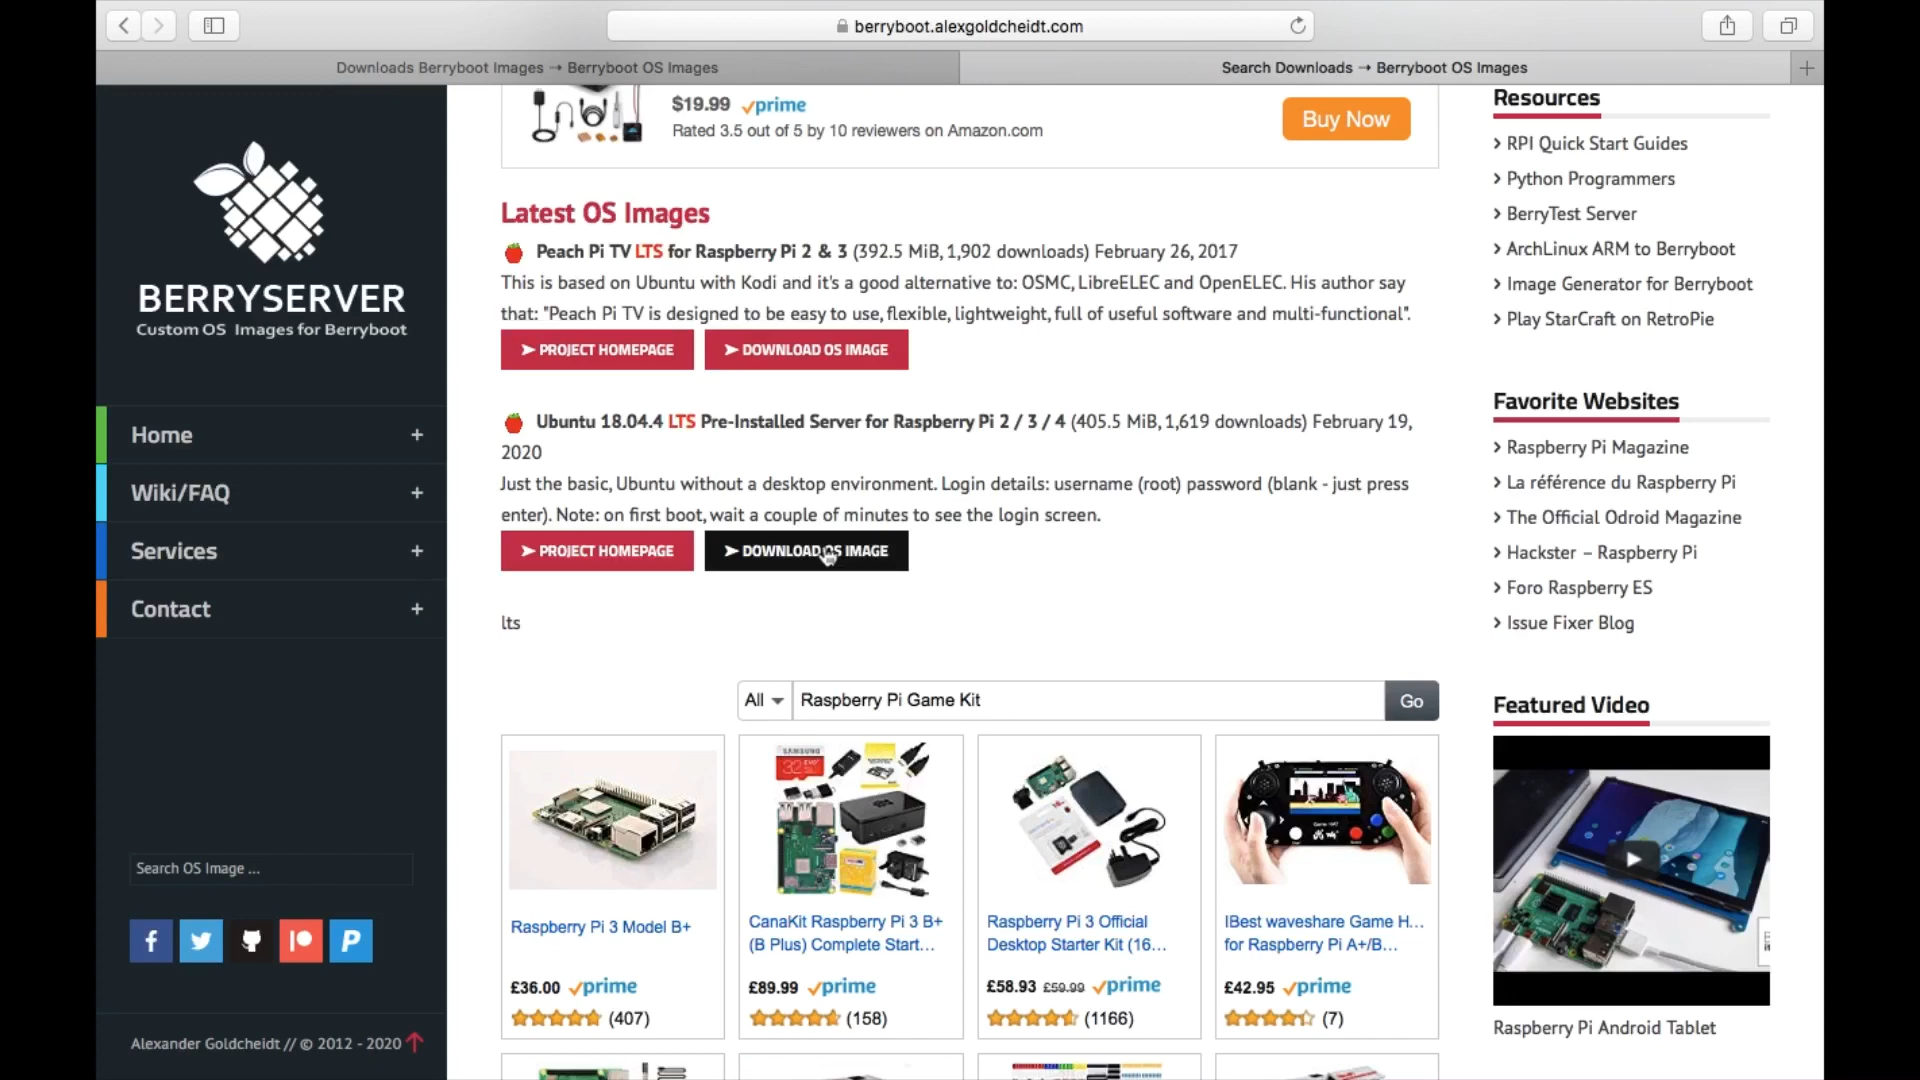 berryboot.alexgoldcheidt.com
Downloads Berryboot Images → Berryboot OS Images
Search Downloads → Berryboot OS Images
BERRYSERVER
Custom OS Images for Berryboot
Home +
Wiki/FAQ +
Services +
Contact +
Search OS Image ...
Alexander Goldcheidt // © 2012 - 2020
$19.99 prime
Rated 3.5 out of 5 by 10 reviewers on Amazon.com
Buy Now
Latest OS Images
Peach Pi TV LTS for Raspberry Pi 2 & 3 (392.5 MiB, 1,902 downloads) February 26, 2017
This is based on Ubuntu with Kodi and it's a good alternative to: OSMC, LibreELEC and OpenELEC. His author say
that: "Peach Pi TV is designed to be easy to use, flexible, lightweight, full of useful software and multi-functional".
➤ PROJECT HOMEPAGE ➤ DOWNLOAD OS IMAGE
Ubuntu 18.04.4 LTS Pre-Installed Server for Raspberry Pi 2 / 3 / 4 (405.5 MiB, 1,619 downloads) February 19,
2020
Just the basic, Ubuntu without a desktop environment. Login details: username (root) password (blank - just press
enter). Note: on first boot, wait a couple of minutes to see the login screen.
➤ PROJECT HOMEPAGE ➤ DOWNLOAD OS IMAGE
lts
All Raspberry Pi Game Kit Go
Raspberry Pi 3 Model B+
£36.00 prime
(407)
SAMSUNG
32
CanaKit Raspberry Pi 3 B+
(B Plus) Complete Start...
£89.99 prime
(158)
Raspberry Pi 3 Official
Desktop Starter Kit (16...
£58.93 £59.99 prime
(1166)
IBest waveshare Game H...
for Raspberry Pi A+/B...
£42.95 prime
(7)
Resources
RPI Quick Start Guides
Python Programmers
BerryTest Server
ArchLinux ARM to Berryboot
Image Generator for Berryboot
Play StarCraft on RetroPie
Favorite Websites
Raspberry Pi Magazine
La référence du Raspberry Pi
The Official Odroid Magazine
Hackster – Raspberry Pi
Foro Raspberry ES
Issue Fixer Blog
Featured Video
Raspberry Pi Android Tablet